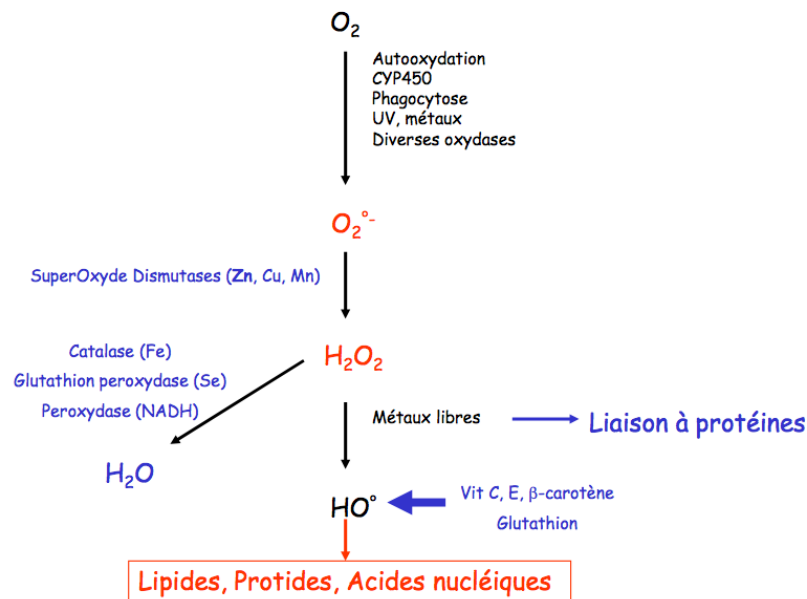 O₂
Autooxydation
CYP450
Phagocytose
UV, métaux
Diverses oxydases
O₂°⁻
SuperOxyde Dismutases (Zn, Cu, Mn)
Catalase (Fe)
Glutathion peroxydase (Se)
Peroxydase (NADH)
H₂O₂
H₂O
Métaux libres
Liaison à protéines
HO°
Vit C, E, β-carotène
Glutathion
Lipides, Protides, Acides nucléiques